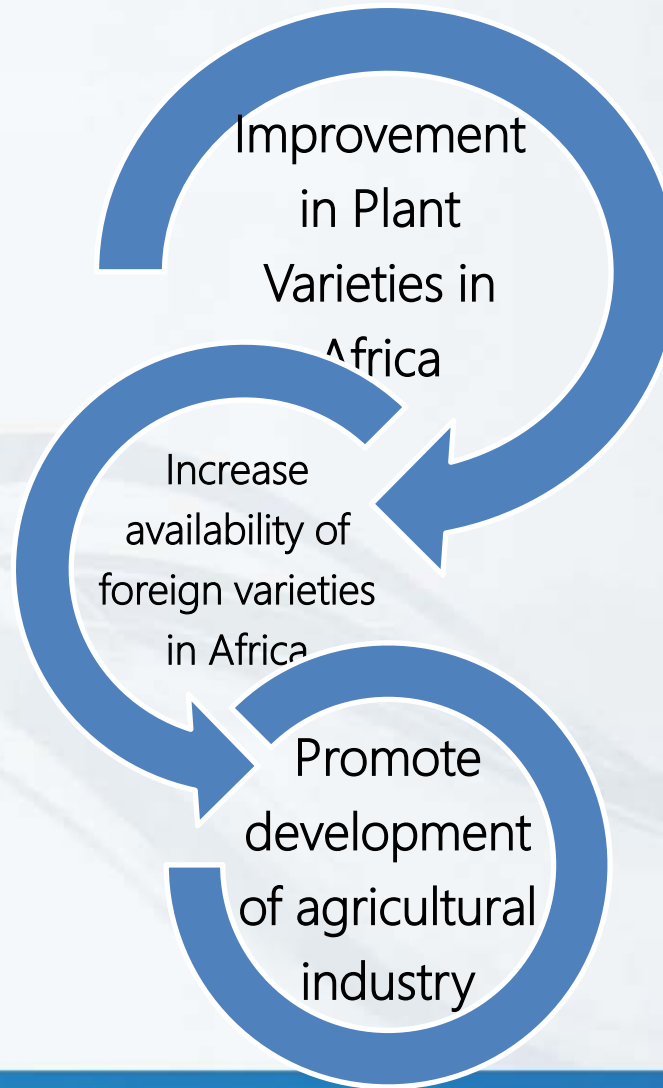 Improvement
in Plant
Varieties in
Africa
Increase
availability of
foreign varieties
in Africa
Promote
development
of agricultural
industry